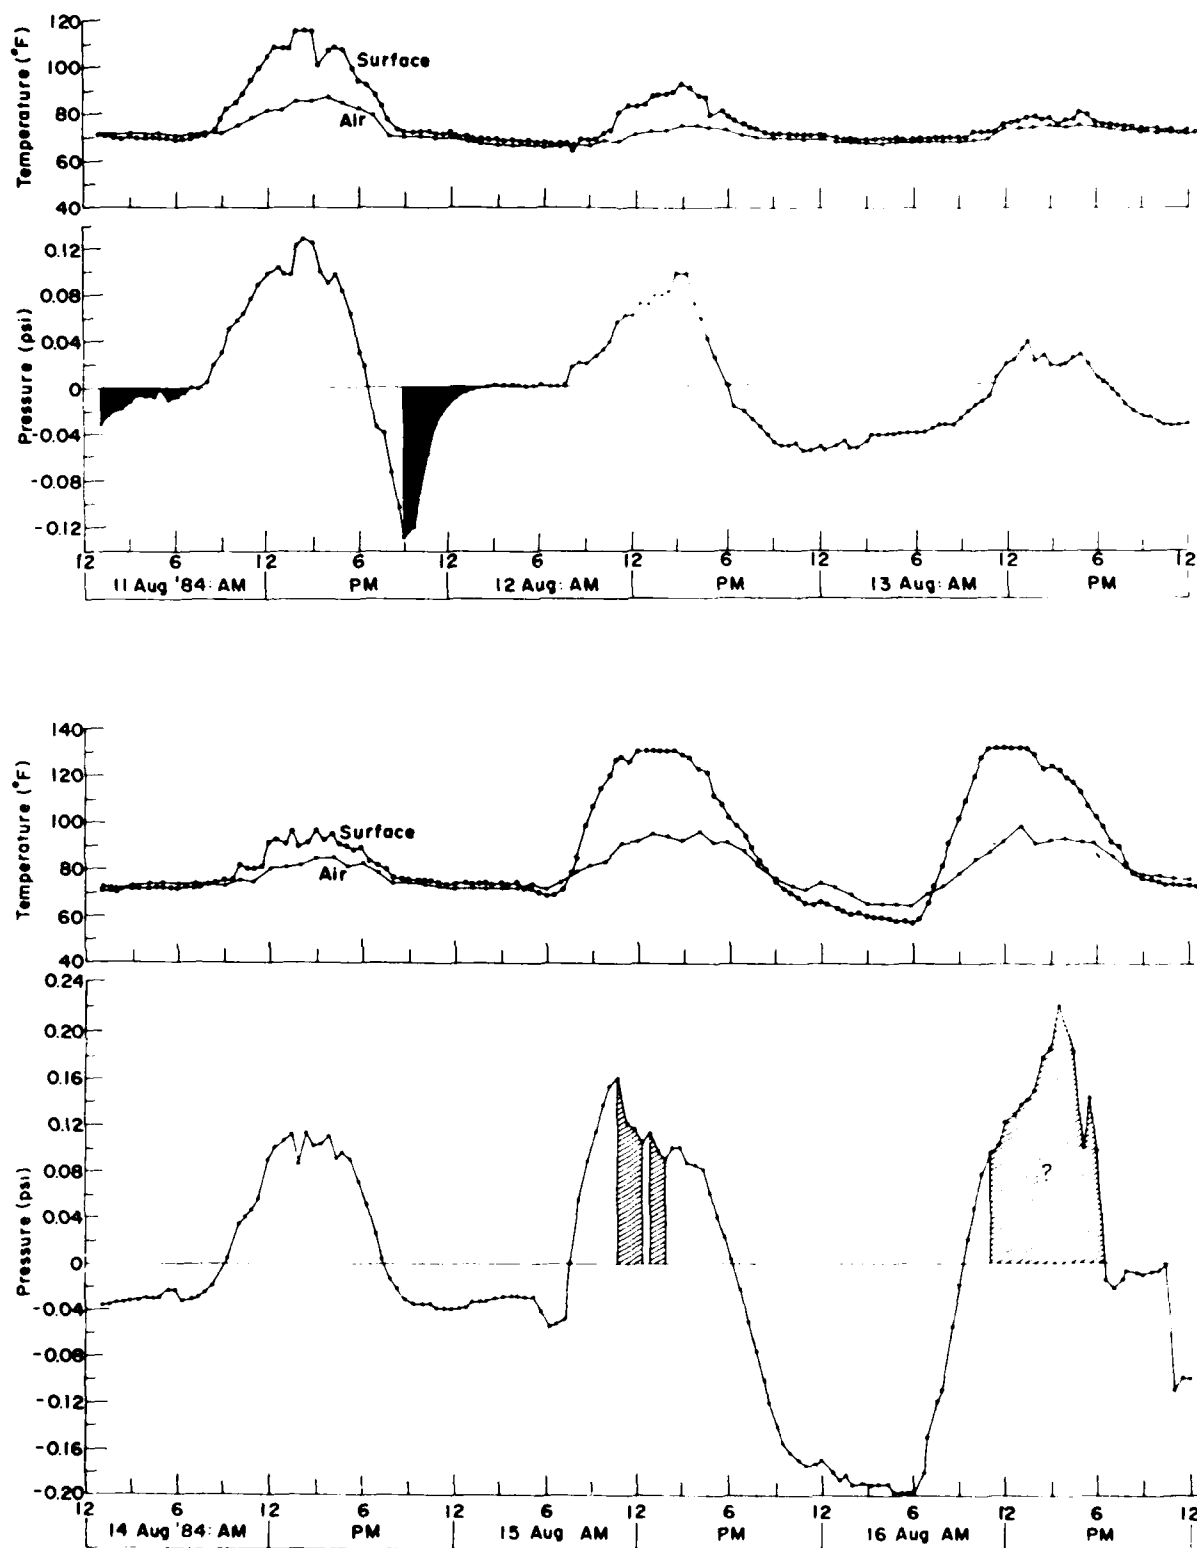 120
100
80
60
40
Temperature (°F)
Surface
Air
0.12
0.08
0.04
0
-0.04
-0.08
-0.12
Pressure (psi)
12 6 12 6 12 6 12 6 12 6 12 6 12
11 Aug '84: AM PM 12 Aug: AM PM 13 Aug: AM PM
140
120
100
80
60
40
Temperature (°F)
Surface
Air
0.24
0.20
0.16
0.12
0.08
0.04
0
-0.04
-0.08
-0.12
-0.16
-0.20
Pressure (psi)
?
12 6 12 6 12 6 12 6 12 6 12 6 12
14 Aug '84: AM PM 15 Aug AM PM 16 Aug AM PM